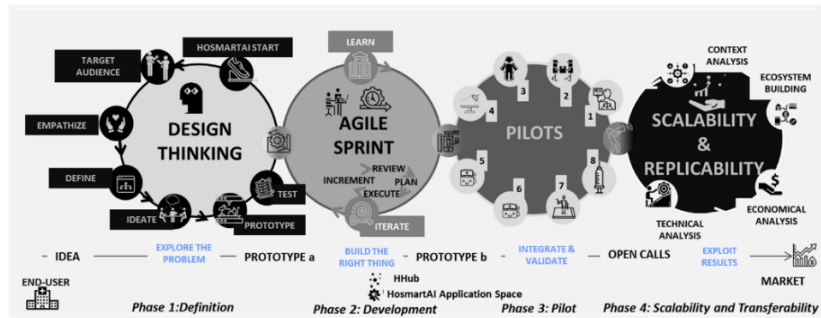 HOSMARTAI START
TARGET
AUDIENCE
EMPATHIZE
DEFINE
IDEATE
PROTOTYPE
TEST
DESIGN
THINKING
LEARN
AGILE
SPRINT
REVIEW
INCREMENT
PLAN
EXECUTE
ITERATE
PILOTS
1
2
3
4
5
6
7
8
CONTEXT
ANALYSIS
ECOSYSTEM
BUILDING
SCALABILITY
&
REPLICABILITY
ECONOMICAL
ANALYSIS
TECHNICAL
ANALYSIS
IDEA
EXPLORE THE
PROBLEM
PROTOTYPE a
BUILD THE
RIGHT THING
PROTOTYPE b
INTEGRATE &
VALIDATE
OPEN CALLS
EXPLOIT
RESULTS
MARKET
END-USER
HHub
HosmartAI Application Space
Phase 1:Definition
Phase 2: Development
Phase 3: Pilot
Phase 4: Scalability and Transferability